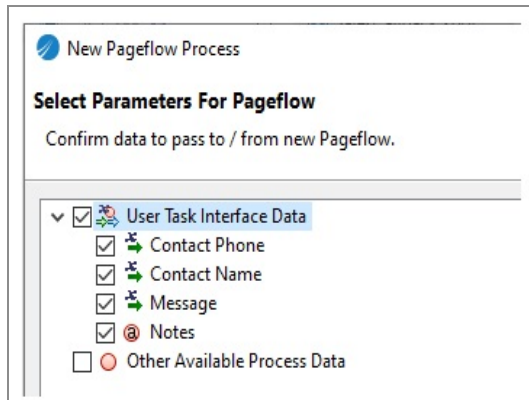 New Pageflow Process
Select Parameters For Pageflow
Confirm data to pass to / from new Pageflow.
User Task Interface Data
Contact Phone
Contact Name
Message
@ Notes
Other Available Process Data